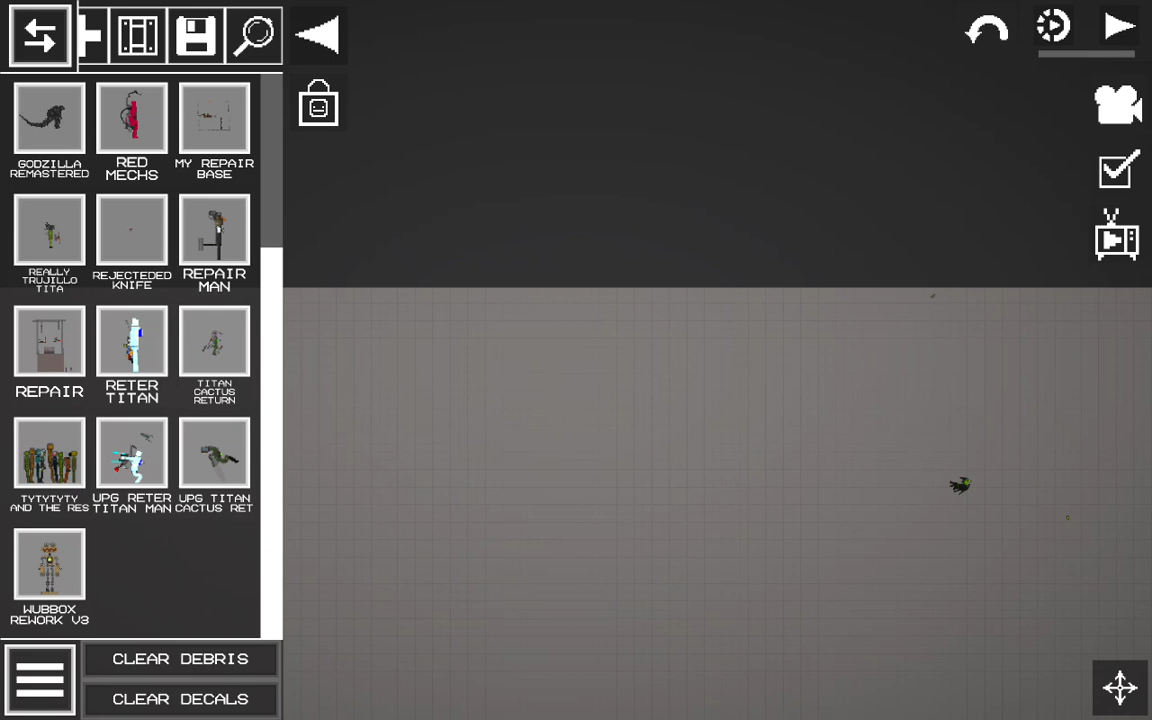 GODZILLA
REMASTERED
RED
MECHS
MY REPAIR
BASE
REALLY
TRUJILLO
TITA
REJECTEDED
KNIFE
REPAIR
MAN
REPAIR
RETER
TITAN
TITAN
CACTUS
RETURN
TYTYTYTY
AND THE RES
UPG RETER
TITAN MAN
UPG TITAN
CACTUS RET
WUBBOX
REWORK V3
CLEAR DEBRIS
CLEAR DECALS